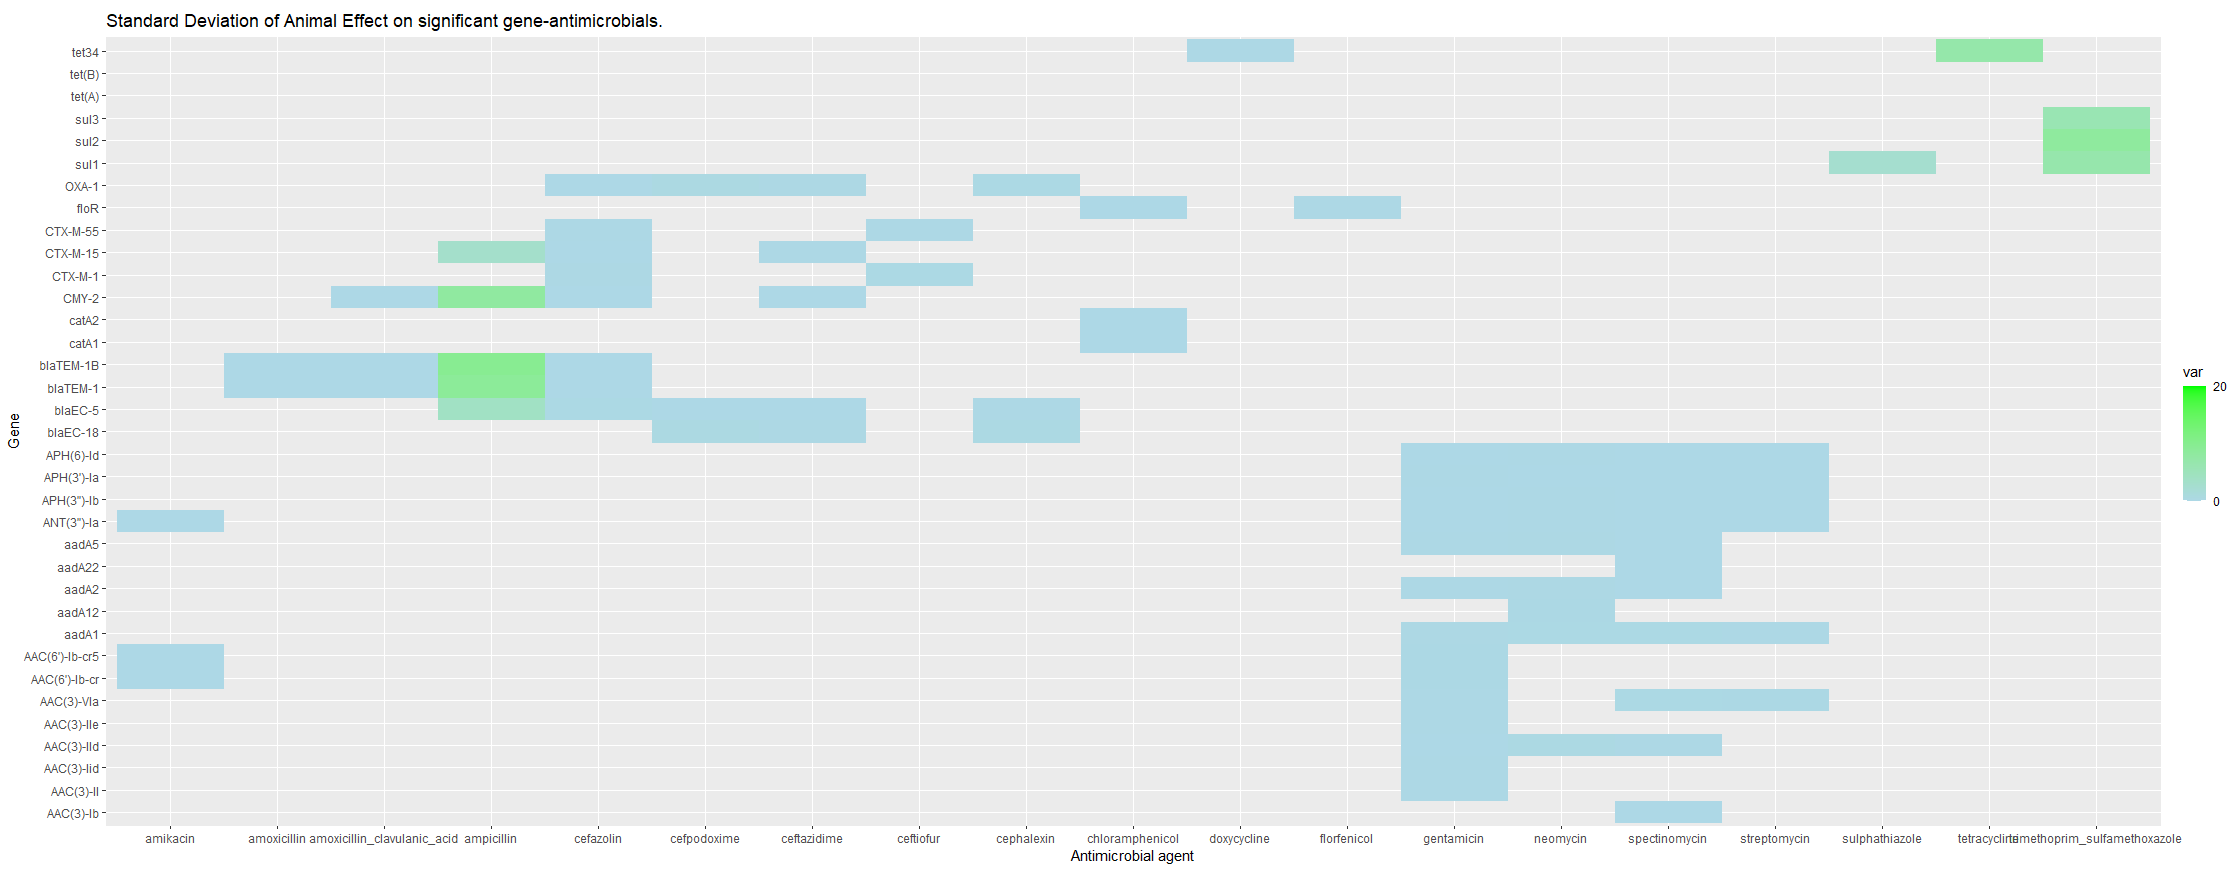 Standard Deviation of Animal Effect on significant gene-antimicrobials.
tet34
tet(B)
tet(A)
sul3
sul2
sul1
OXA-1
floR
CTX-M-55
CTX-M-15
CTX-M-1
CMY-2
catA2
catA1
blaTEM-1B
blaTEM-1
blaEC-5
blaEC-18
APH(6)-Id
APH(3')-Ia
APH(3'')-Ib
ANT(3'')-Ia
aadA5
aadA22
aadA2
aadA12
aadA1
AAC(6')-Ib-cr5
AAC(6')-Ib-cr
AAC(3)-VIa
AAC(3)-IIe
AAC(3)-IId
AAC(3)-Iid
AAC(3)-II
AAC(3)-Ib
Gene
amikacin amoxicillin amoxicillin_clavulanic_acid ampicillin cefazolin cefpodoxime ceftazidime ceftiofur cephalexin chloramphenicol doxycycline florfenicol gentamicin neomycin spectinomycin streptomycin sulphathiazole tetracycline trimethoprim_sulfamethoxazole
Antimicrobial agent
var
20
0